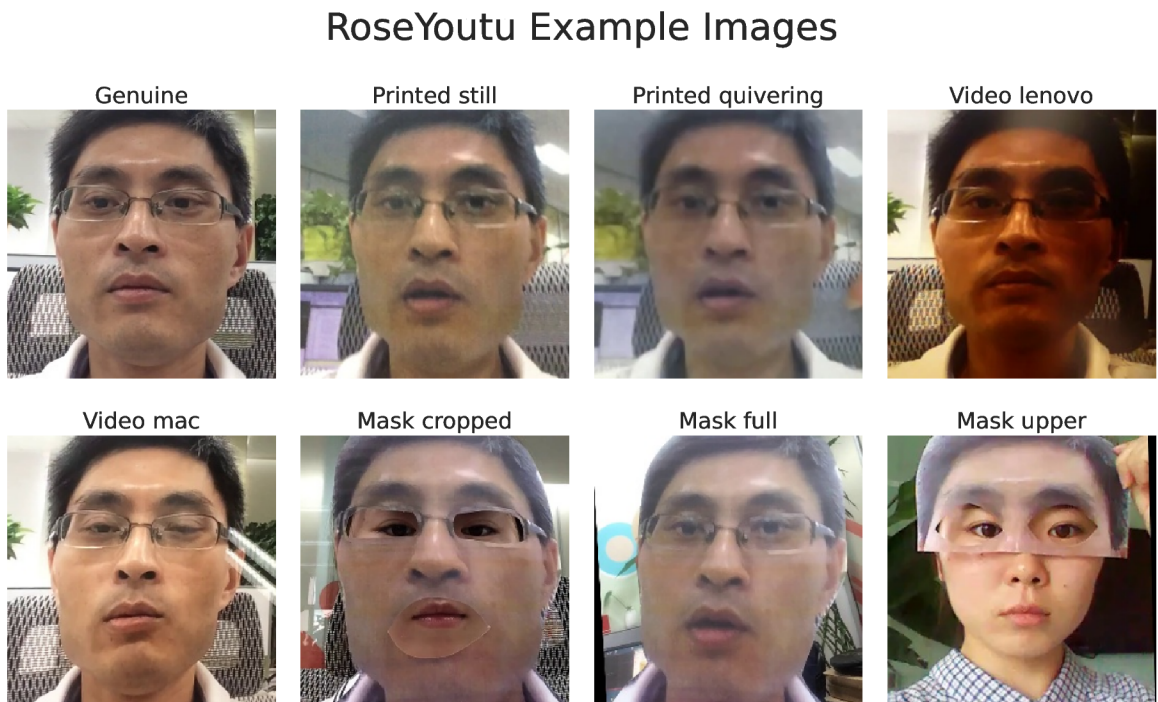 RoseYoutu Example Images
Genuine
Printed still
Printed quivering
Video lenovo
Video mac
Mask cropped
Mask full
Mask upper